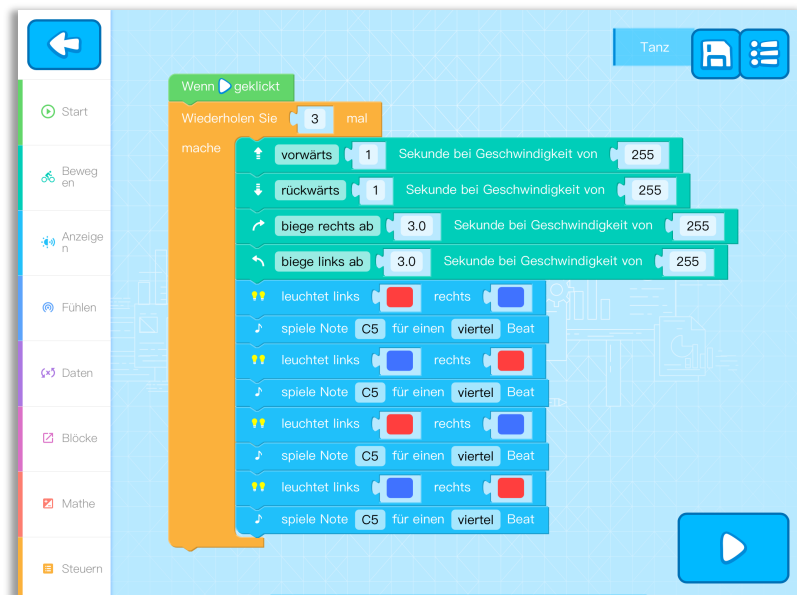 Tanz
Start
Beweg
en
Anzeige
n
Fühlen
Daten
Blöcke
Mathe
Steuern
Wenn geklickt
Wiederholen Sie 3 mal
mache
vorwärts 1 Sekunde bei Geschwindigkeit von 255
rückwärts 1 Sekunde bei Geschwindigkeit von 255
biege rechts ab 3.0 Sekunde bei Geschwindigkeit von 255
biege links ab 3.0 Sekunde bei Geschwindigkeit von 255
leuchtet links rechts
spiele Note C5 für einen viertel Beat
leuchtet links rechts
spiele Note C5 für einen viertel Beat
leuchtet links rechts
spiele Note C5 für einen viertel Beat
leuchtet links rechts
spiele Note C5 für einen viertel Beat